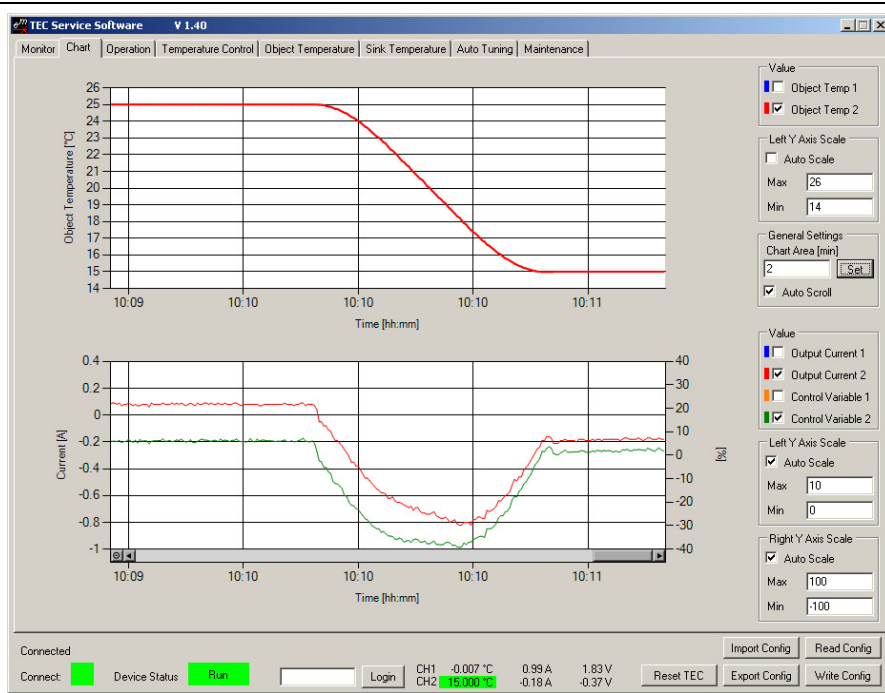 TEC Service Software V 1.40
Monitor Chart Operation Temperature Control Object Temperature Sink Temperature Auto Tuning Maintenance
Object Temperature [°C]
26
25
24
23
22
21
20
19
18
17
16
15
14
10:09 10:10 10:10 10:10 10:11
Time [hh:mm]
Value
Object Temp 1
Object Temp 2
Left Y Axis Scale
Auto Scale
Max 26
Min 14
General Settings
Chart Area [min]
2 Set
Auto Scroll
Current [A]
0.4
0.2
0
-0.2
-0.4
-0.6
-0.8
-1
40
30
20
10
0
-10
-20
-30
-40
[%]
10:09 10:10 10:10 10:10 10:11
Time [hh:mm]
Value
Output Current 1
Output Current 2
Control Variable 1
Control Variable 2
Left Y Axis Scale
Auto Scale
Max 10
Min 0
Right Y Axis Scale
Auto Scale
Max 100
Min -100
Connected
Connect: Device Status Run Login
CH1 -0.007 °C 0.99 A 1.83 V
CH2 15.000 °C -0.18 A -0.37 V
Reset TEC
Import Config Read Config
Export Config Write Config